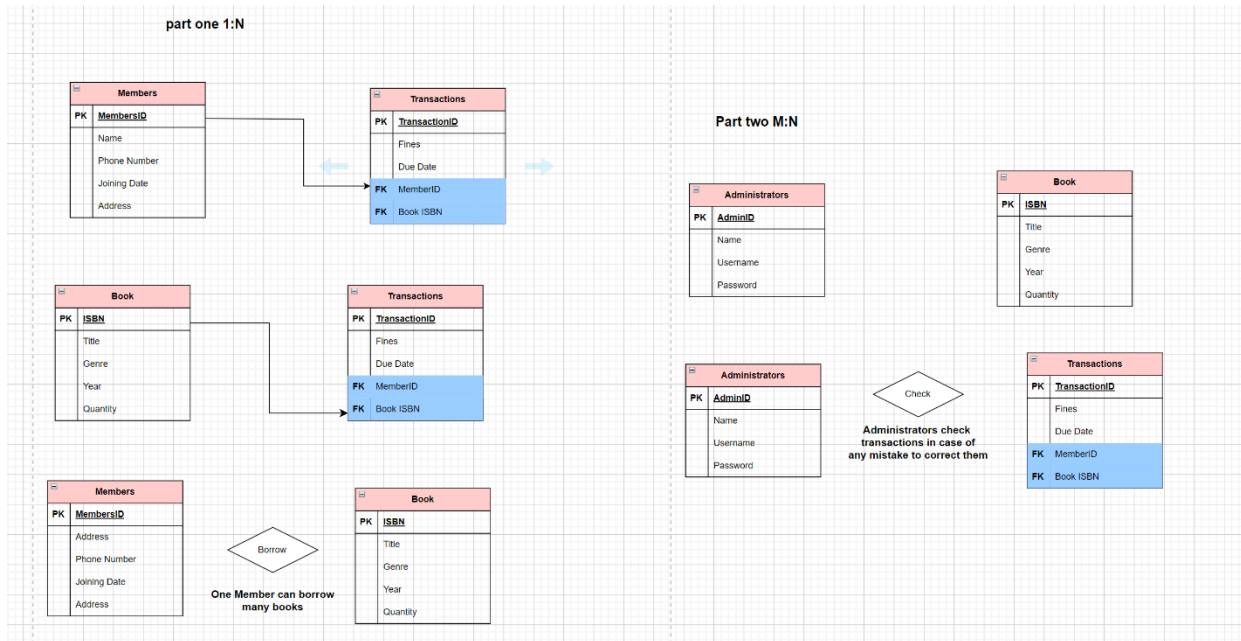 part one 1:N
Members
PK MembersID
Name
Phone Number
Joining Date
Address
Transactions
PK TransactionID
Fines
Due Date
FK MemberID
FK Book ISBN
Book
PK ISBN
Title
Genre
Year
Quantity
Transactions
PK TransactionID
Fines
Due Date
FK MemberID
FK Book ISBN
Members
PK MembersID
Address
Phone Number
Joining Date
Address
Borrow
One Member can borrow
many books
Book
PK ISBN
Title
Genre
Year
Quantity
Part two M:N
Administrators
PK AdminID
Name
Username
Password
Book
PK ISBN
Title
Genre
Year
Quantity
Administrators
PK AdminID
Name
Username
Password
Check
Administrators check
transactions in case of
any mistake to correct them
Transactions
PK TransactionID
Fines
Due Date
FK MemberID
FK Book ISBN